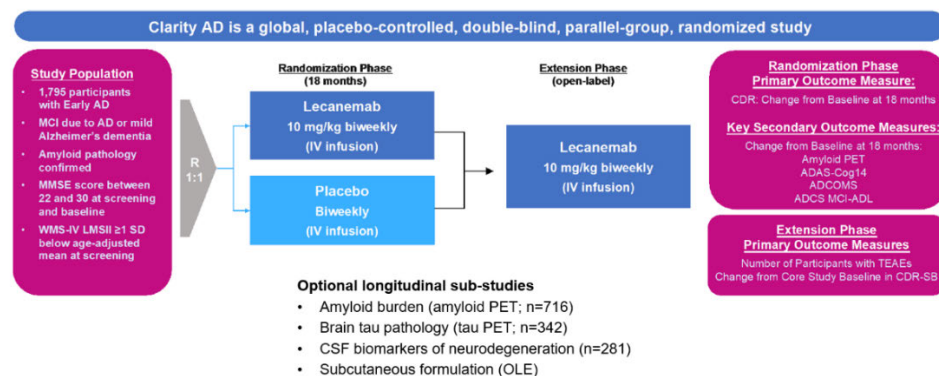 Clarity AD is a global, placebo-controlled, double-blind, parallel-group, randomized study
Study Population
• 1,795 participants
with Early AD
• MCI due to AD or mild
Alzheimer's dementia
• Amyloid pathology
confirmed
• MMSE score between
22 and 30 at screening
and baseline
• WMS-IV LMSII ≥1 SD
below age-adjusted
mean at screening
R
1:1
Randomization Phase
(18 months)
Lecanemab
10 mg/kg biweekly
(IV infusion)
Placebo
Biweekly
(IV infusion)
Extension Phase
(open-label)
Lecanemab
10 mg/kg biweekly
(IV infusion)
Randomization Phase
Primary Outcome Measure:
CDR: Change from Baseline at 18 months
Key Secondary Outcome Measures:
Change from Baseline at 18 months:
Amyloid PET
ADAS-Cog14
ADCOMS
ADCS MCI-ADL
Extension Phase
Primary Outcome Measures
Number of Participants with TEAEs
Change from Core Study Baseline in CDR-SB
Optional longitudinal sub-studies
• Amyloid burden (amyloid PET; n=716)
• Brain tau pathology (tau PET; n=342)
• CSF biomarkers of neurodegeneration (n=281)
• Subcutaneous formulation (OLE)